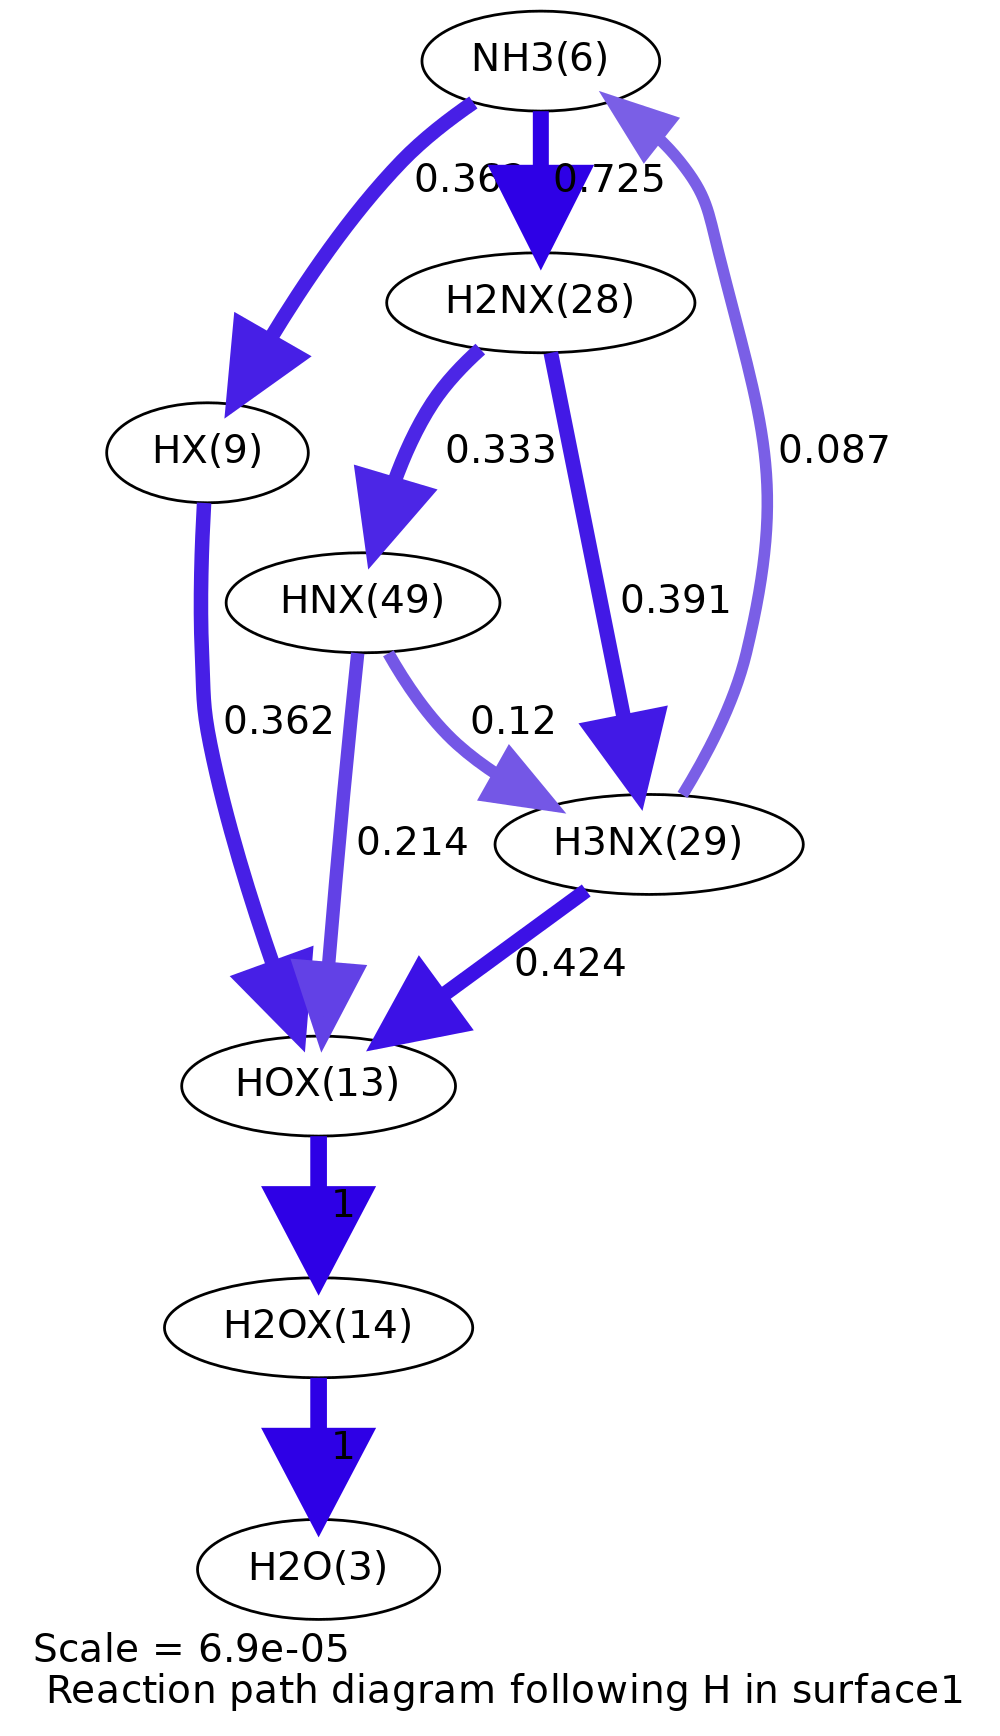 NH3(6)
0.725
H2NX(28)
HX(9)
0.333
0.087
HNX(49)
0.391
0.362
0.12
0.214
H3NX(29)
0.424
HOX(13)
1
H2OX(14)
1
H2O(3)
Scale = 6.9e-05
Reaction path diagram following H in surface1